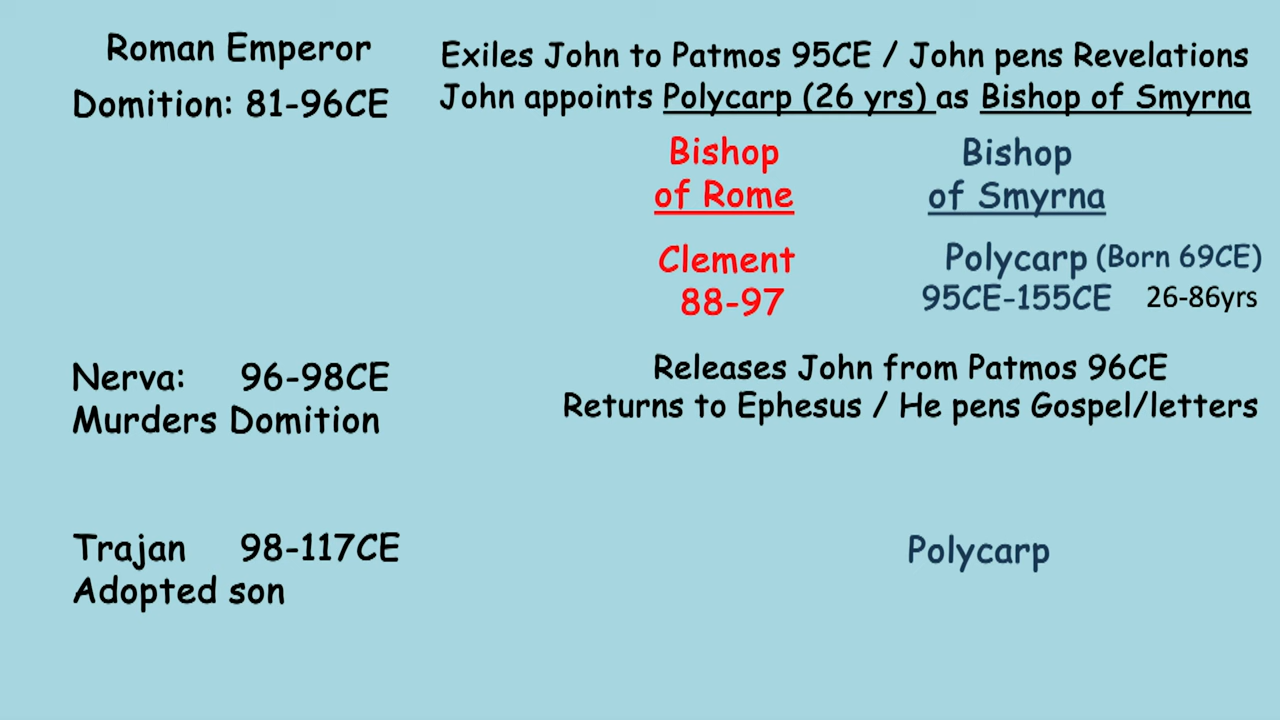 Roman Emperor
Domition: 81-96CE
Exiles John to Patmos 95CE / John pens Revelations
John appoints Polycarp (26 yrs) as Bishop of Smyrna
Bishop
of Rome
Clement
88-97
Bishop
of Smyrna
Polycarp (Born 69CE)
95CE-155CE 26-86yrs
Nerva: 96-98CE
Murders Domition
Releases John from Patmos 96CE
Returns to Ephesus / He pens Gospel/letters
Trajan 98-117CE
Adopted son
Polycarp